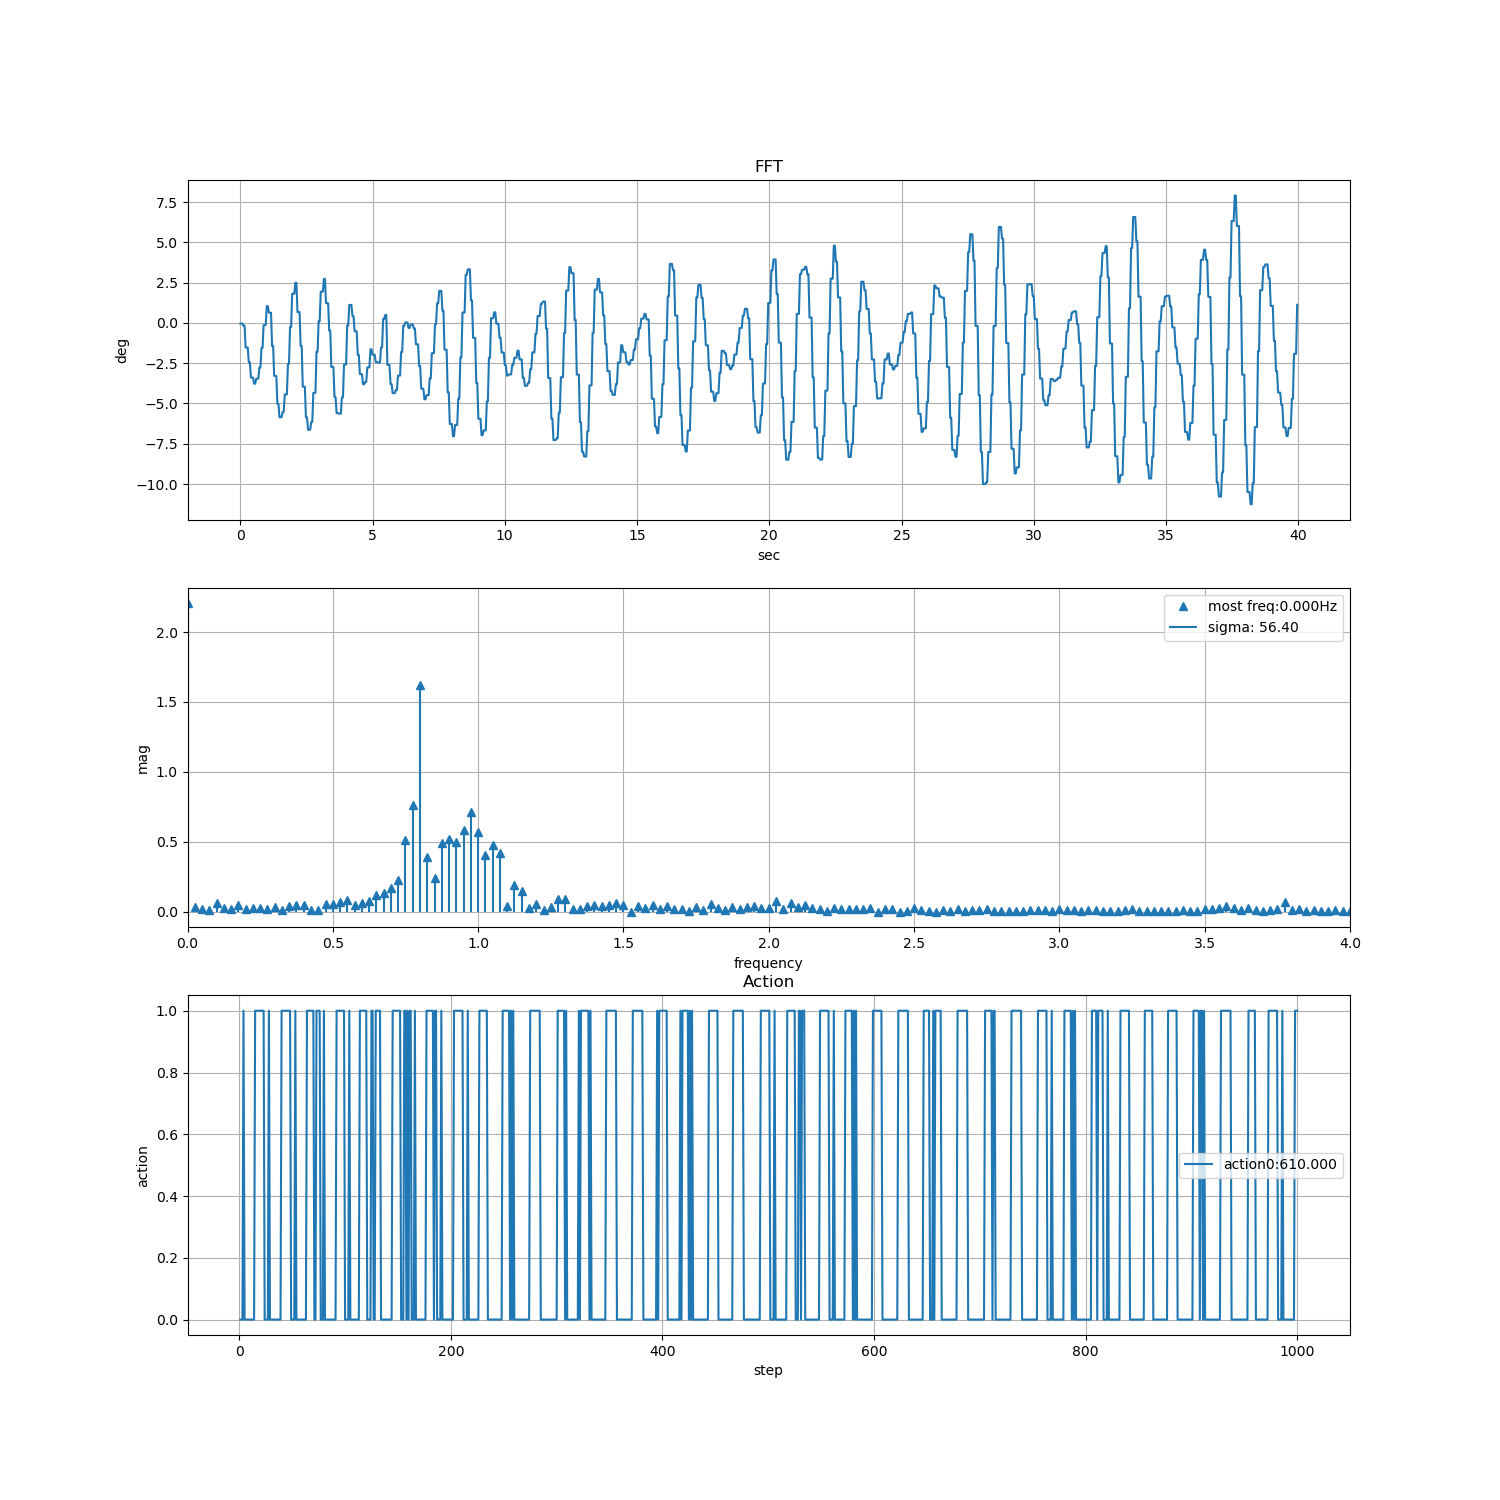 FFT
7.5
5.0
2.5
0.0
−2.5
−5.0
−7.5
−10.0
deg
0 5 10 15 20 25 30 35 40
sec
2.0
1.5
1.0
0.5
0.0
mag
most freq:0.000Hz
sigma: 56.40
0.0 0.5 1.0 1.5 2.0 2.5 3.0 3.5 4.0
frequency
Action
1.0
0.8
0.6
0.4
0.2
0.0
action
action0:610.000
0 200 400 600 800 1000
step